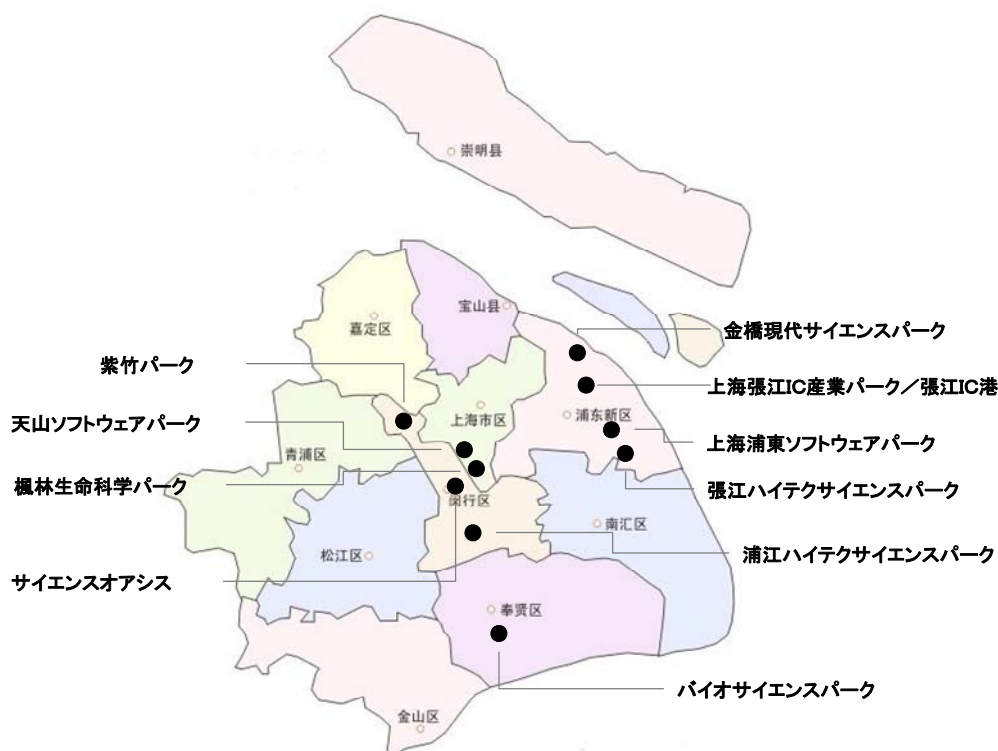 崇明县
宝山县
嘉定区
金橋現代サイエンスパーク
紫竹パーク
上海張江IC産業パーク／張江IC港
上海市区
浦东新区
天山ソフトウェアパーク
上海浦東ソフトウェアパーク
青浦区
楓林生命科学パーク
張江ハイテクサイエンスパーク
闵行区
南汇区
松江区
浦江ハイテクサイエンスパーク
サイエンスオアシス
奉贤区
バイオサイエンスパーク
金山区